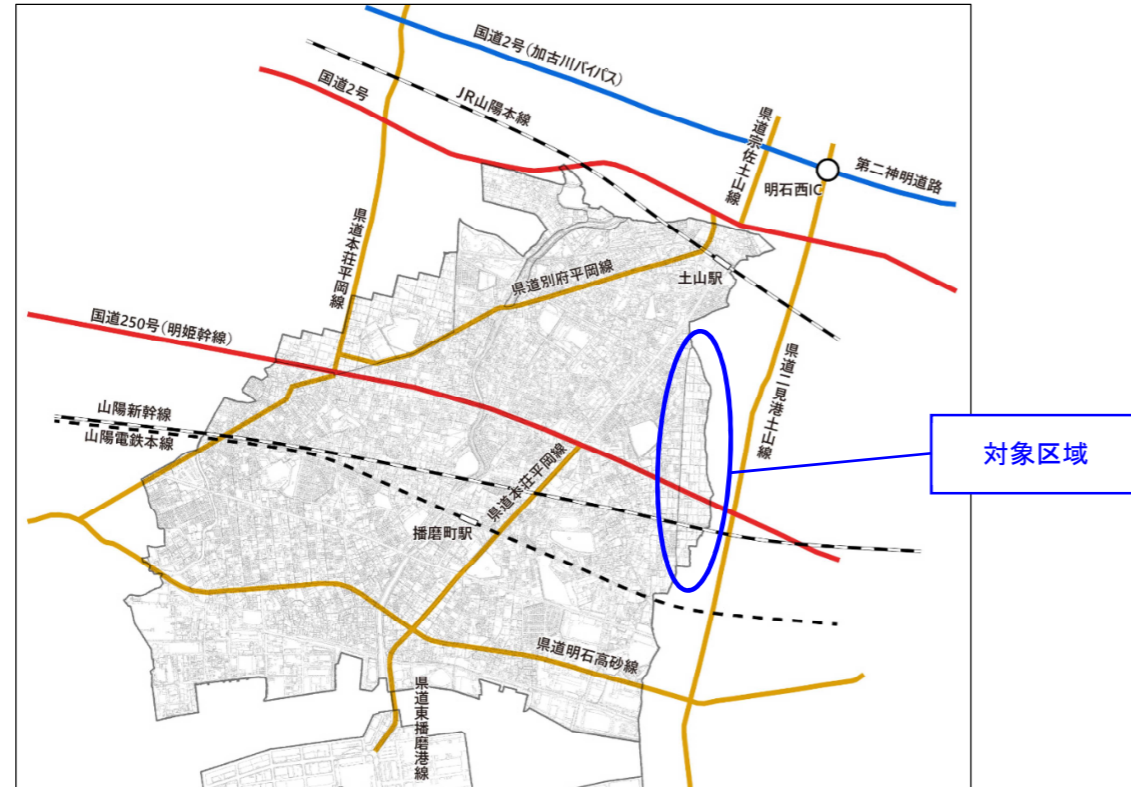 国道2号(加古川バイパス)
JR山陽本線
国道2号
県道宗佐土山線
第二神明道路
明石西IC
県道本荘平岡線
土山駅
県道別府平岡線
国道250号(明姫幹線)
県道二見港土山線
山陽新幹線
山陽電鉄本線
対象区域
県道本荘平岡線
播磨町駅
県道明石高砂線
県道東播磨港線